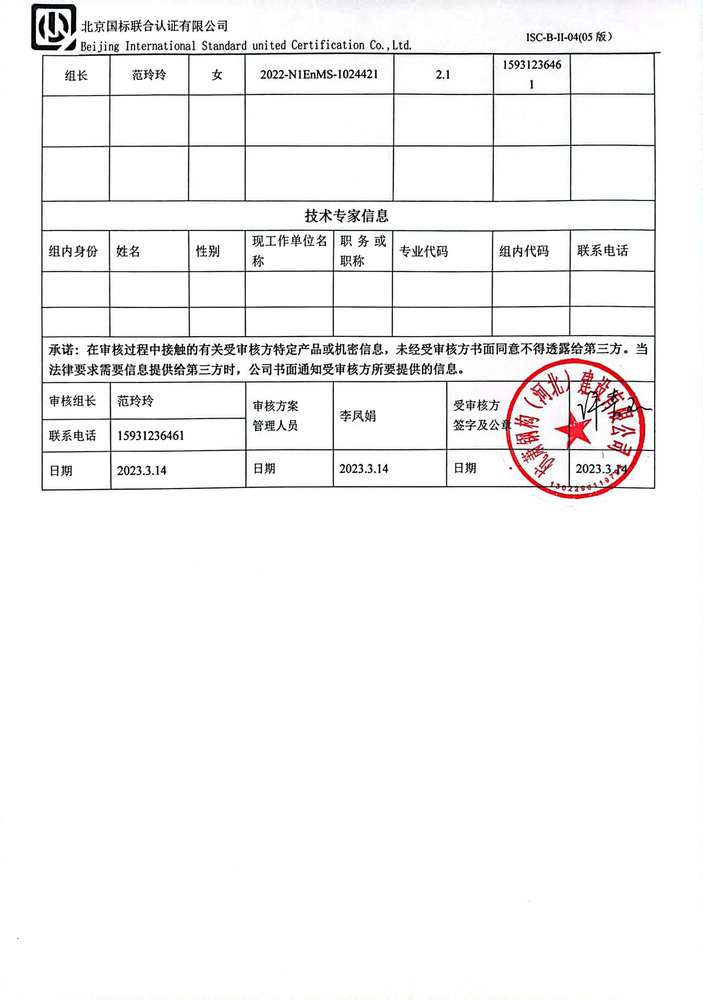 北京国标联合认证有限公司
Beijing International Standard united Certification Co.,Ltd.
ISC-B-II-04(05 版)
组长 范玲玲 女 2022-N1EnMS-1024421 2.1 1593123646
1
技术专家信息
组内身份 姓名 性别 现工作单位名
称 职 务 或
职称 专业代码 组内代码 联系电话
承诺：在审核过程中接触的有关受审核方特定产品或机密信息，未经受审核方书面同意不得透露给第三方。当
法律要求需要信息提供给第三方时，公司书面通知受审核方所要提供的信息。
审核组长 范玲玲
审核方案
管理人员
李凤娟
受审核方
签字及公章
联系电话 15931236461
日期 2023.3.14 日期 2023.3.14 日期 2023.3.14
杭萧钢构（河北）建设有限公司